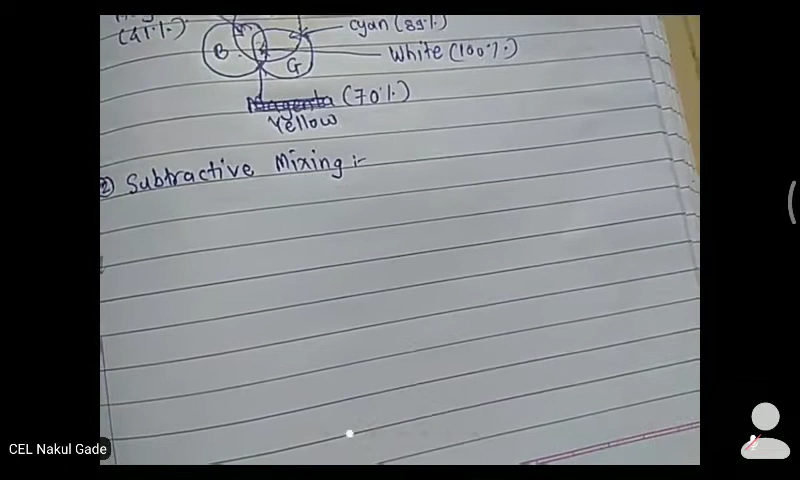 (41%)
Cyan (89%)
B
G
White (100%)
Magenta (70%)
Yellow
② Subtractive Mixing :-
CEL Nakul Gade